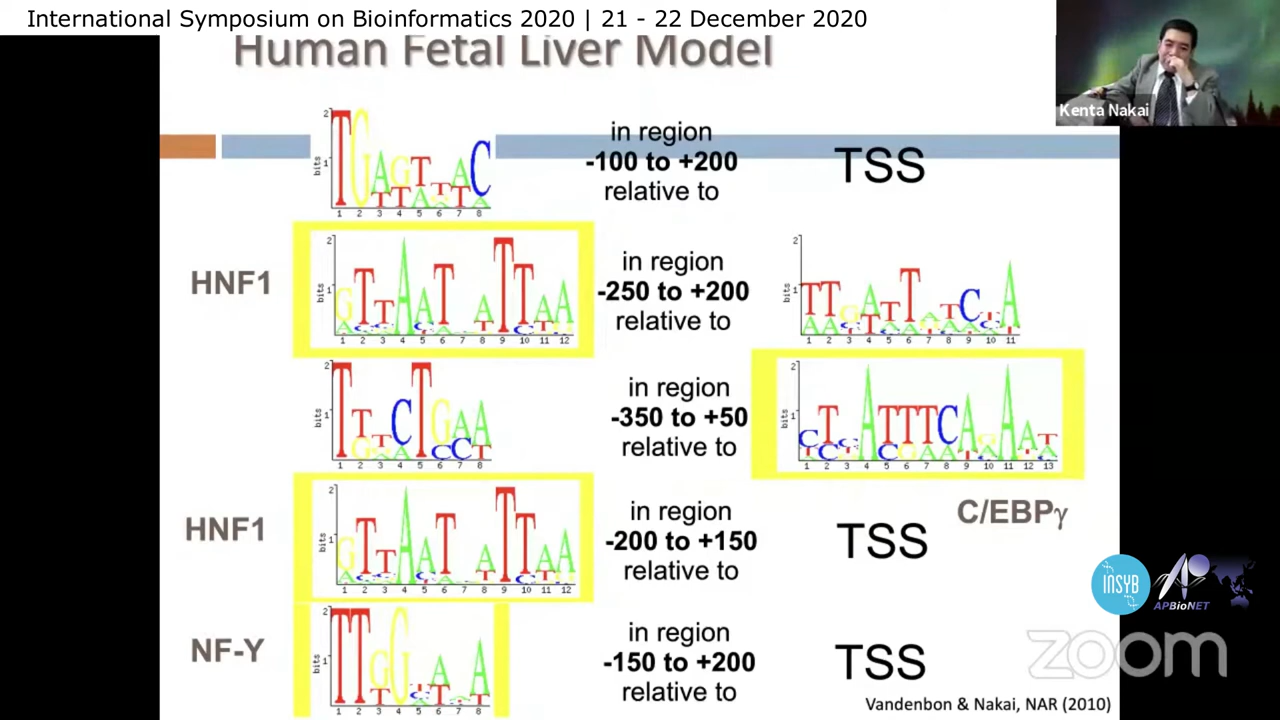 International Symposium on Bioinformatics 2020 | 21 - 22 December 2020
Human Fetal Liver Model
Kenta Nakai
in region
-100 to +200
relative to
TSS
HNF1
in region
-250 to +200
relative to
in region
-350 to +50
relative to
C/EBPγ
HNF1
in region
-200 to +150
relative to
TSS
NF-Y
in region
-150 to +200
relative to
TSS
INSYB
APBioNET
zoom
Vandenbon & Nakai, NAR (2010)